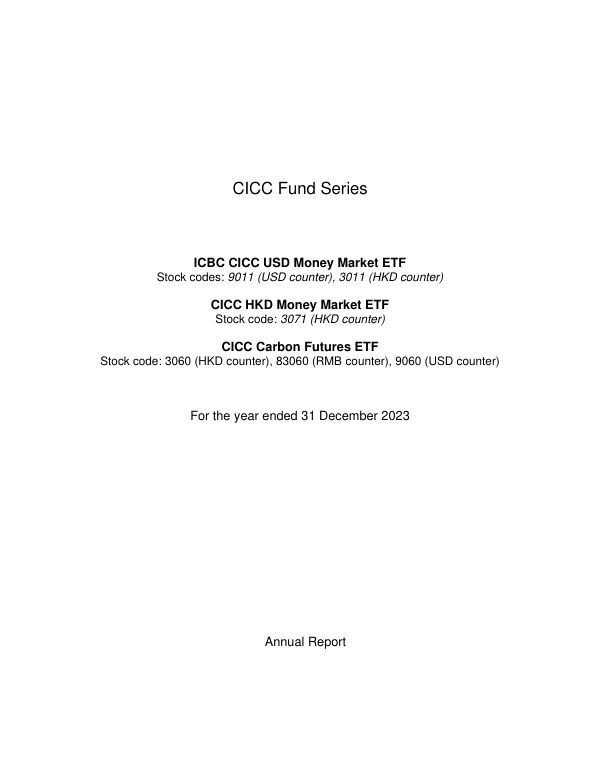 CICC Fund Series
ICBC CICC USD Money Market ETF
Stock codes: 9011 (USD counter), 3011 (HKD counter)
CICC HKD Money Market ETF
Stock code: 3071 (HKD counter)
CICC Carbon Futures ETF
Stock code: 3060 (HKD counter), 83060 (RMB counter), 9060 (USD counter)
For the year ended 31 December 2023
Annual Report